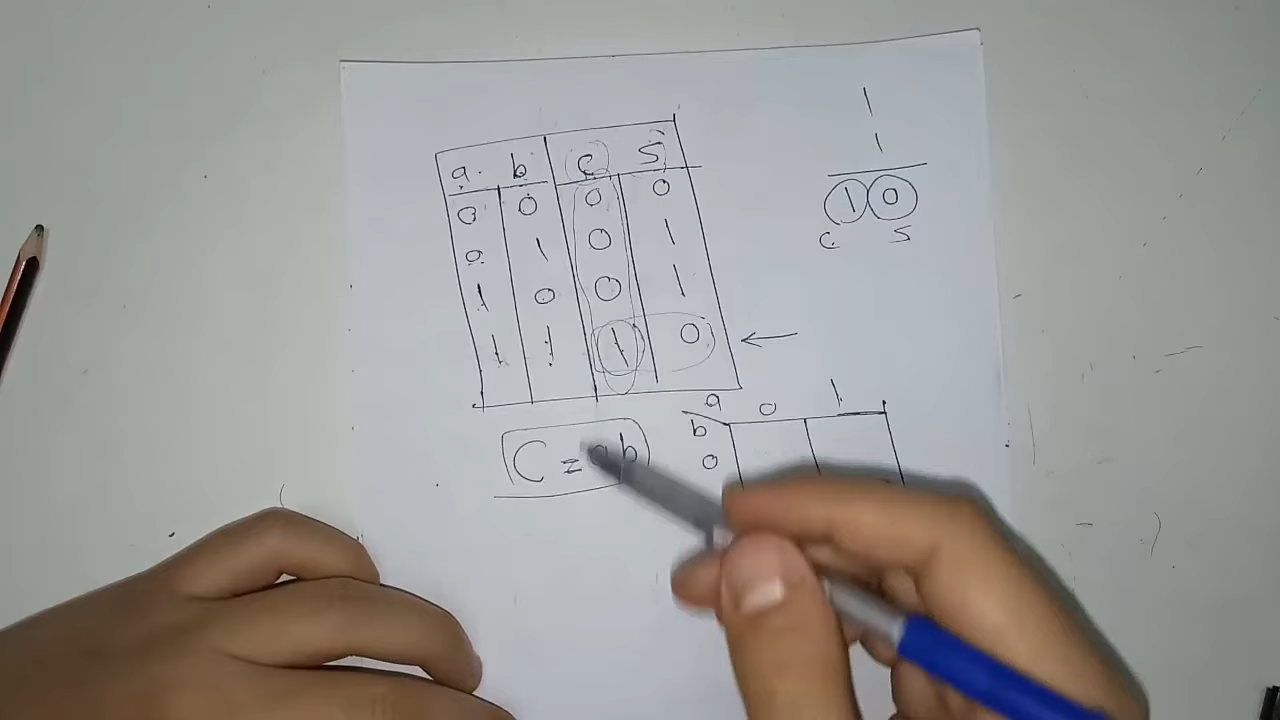 a b C S
0 0 0 0
0 1 0 1
1 0 0 1
1 1 1 0
1
1
1 0
C S
C = ab
a 0 1
b
0